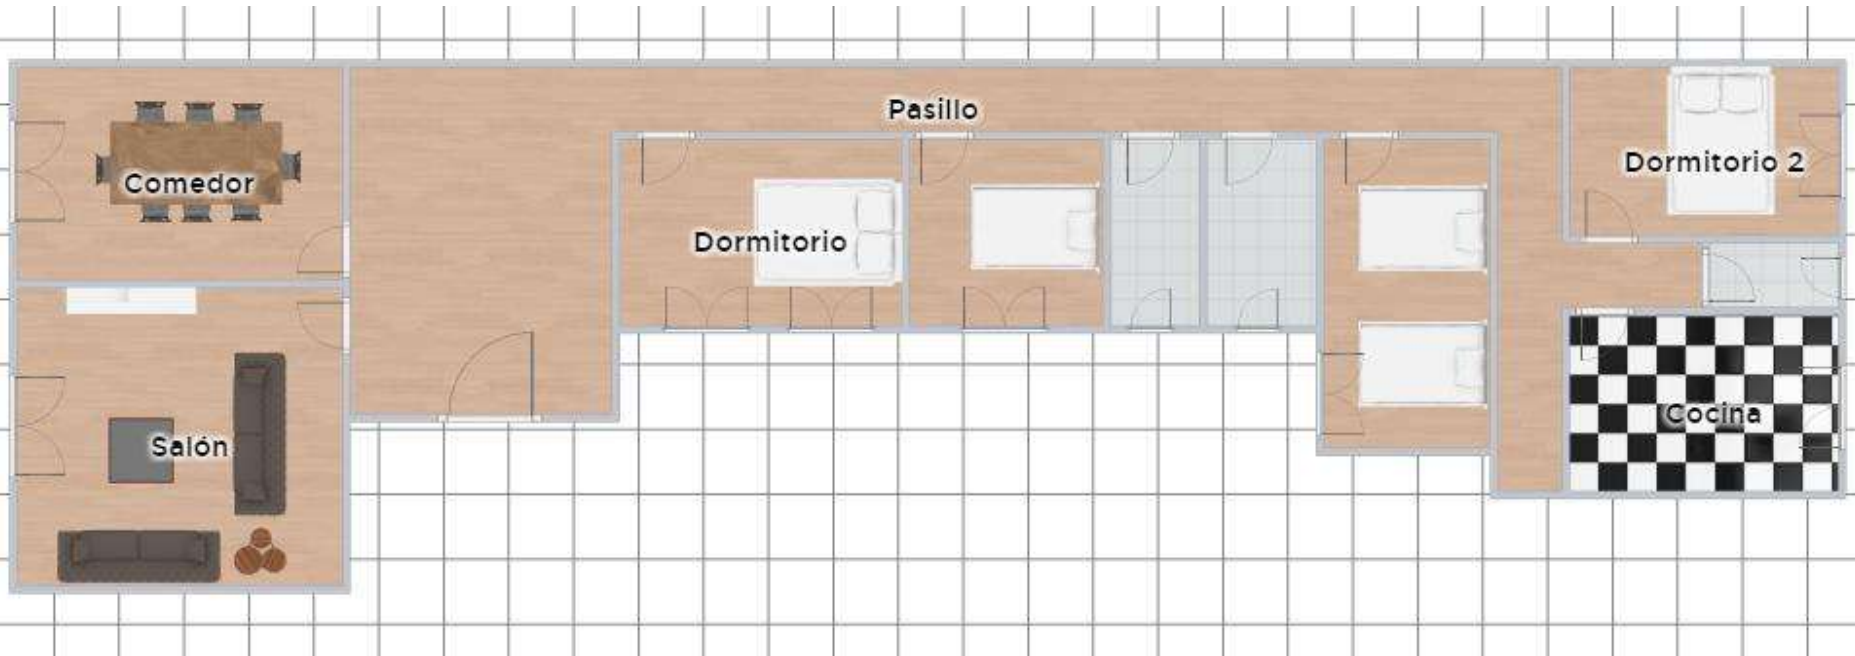 Pasillo
Comedor
Dormitorio 2
Dormitorio
Salón
Cocina